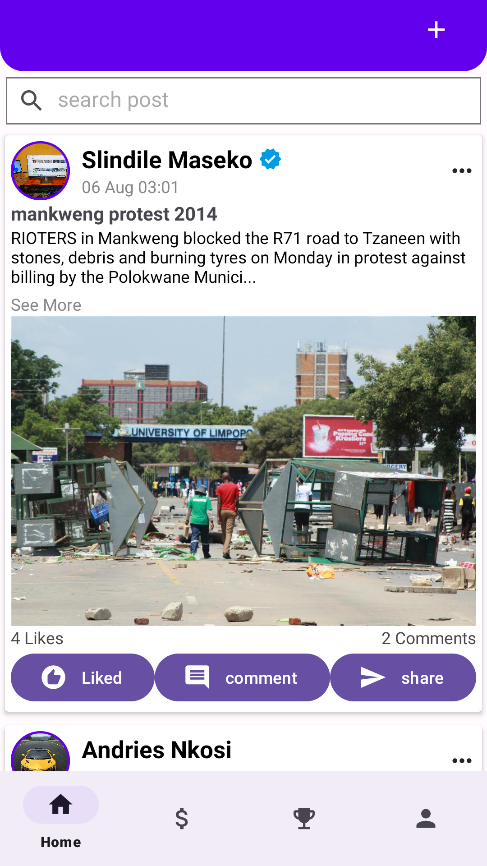 search post
Slindile Maseko
06 Aug 03:01
mankweng protest 2014
RIOTERS in Mankweng blocked the R71 road to Tzaneen with
stones, debris and burning tyres on Monday in protest against
billing by the Polokwane Munici...
See More
UNIVERSITY OF LIMPOPO
4 Likes
2 Comments
Liked
comment
share
Andries Nkosi
Home